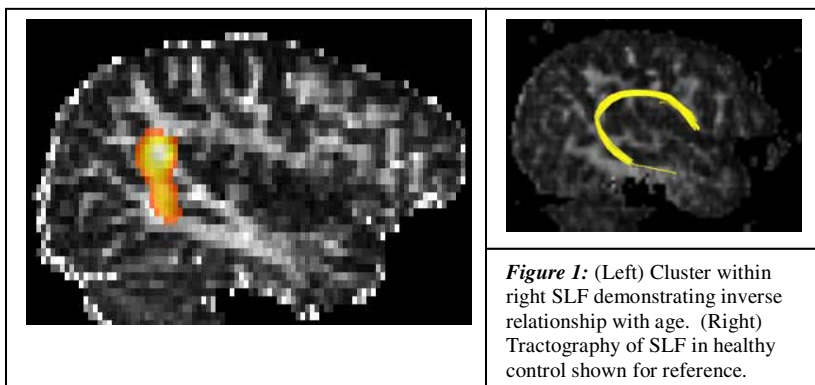 Figure 1: (Left) Cluster within
right SLF demonstrating inverse
relationship with age. (Right)
Tractography of SLF in healthy
control shown for reference.